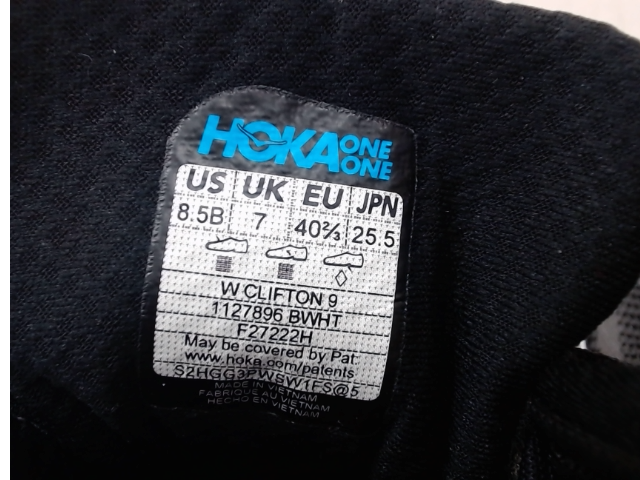 HOKA ONE ONE
US UK EU JPN
8.5B 7 40⅔ 25.5
W CLIFTON 9
1127896 BWHT
F27222H
May be covered by Pat
www.hoka.com/patents
MADE IN VIETNAM
FABRIQUÉ AU VIETNAM
HECHO EN VIETNAM